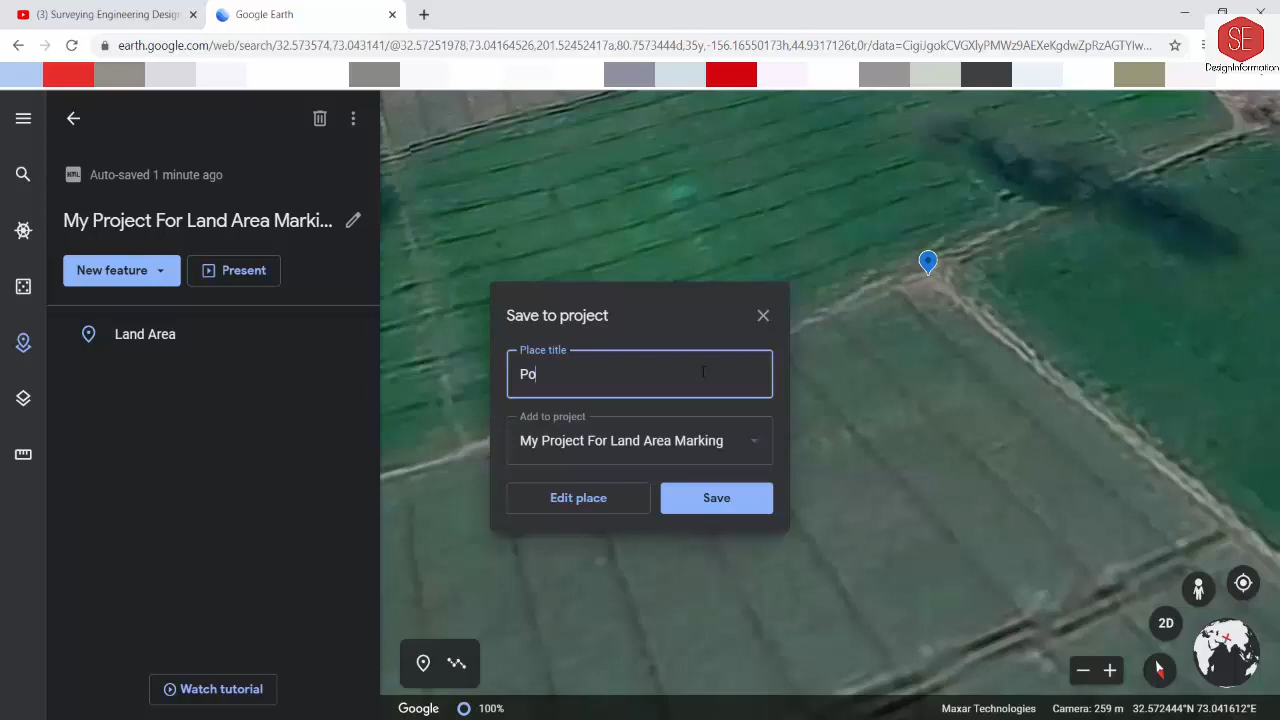 (3) Surveying Engineering Desig
Google Earth
earth.google.com/web/search/32.573574,73.043141/@32.57251978,73.04164526,201.52452417a,80.7573444d,35y,-156.16550173h,44.9317126t,0r/data=
SE
DesignInformation
KML
Auto-saved 1 minute ago
My Project For Land Area Marki...
New feature
Present
Land Area
Save to project
Place title
Po
Add to project
My Project For Land Area Marking
Edit place
Save
2D
Watch tutorial
Google
100%
Maxar Technologies
Camera: 259 m
32.572444°N 73.041612°E